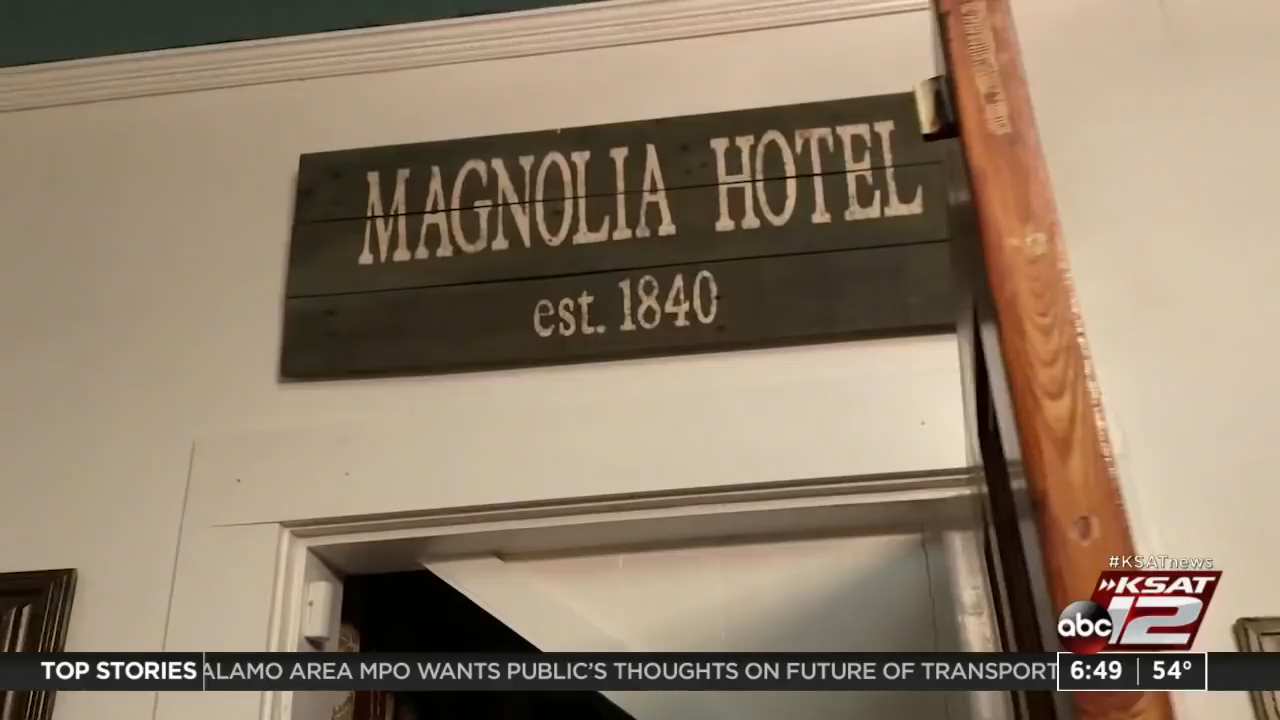 MAGNOLIA HOTEL
est. 1840
#KSATnews
KSAT
abc 12
TOP STORIES ALAMO AREA MPO WANTS PUBLIC'S THOUGHTS ON FUTURE OF TRANSPORT 6:49 54°